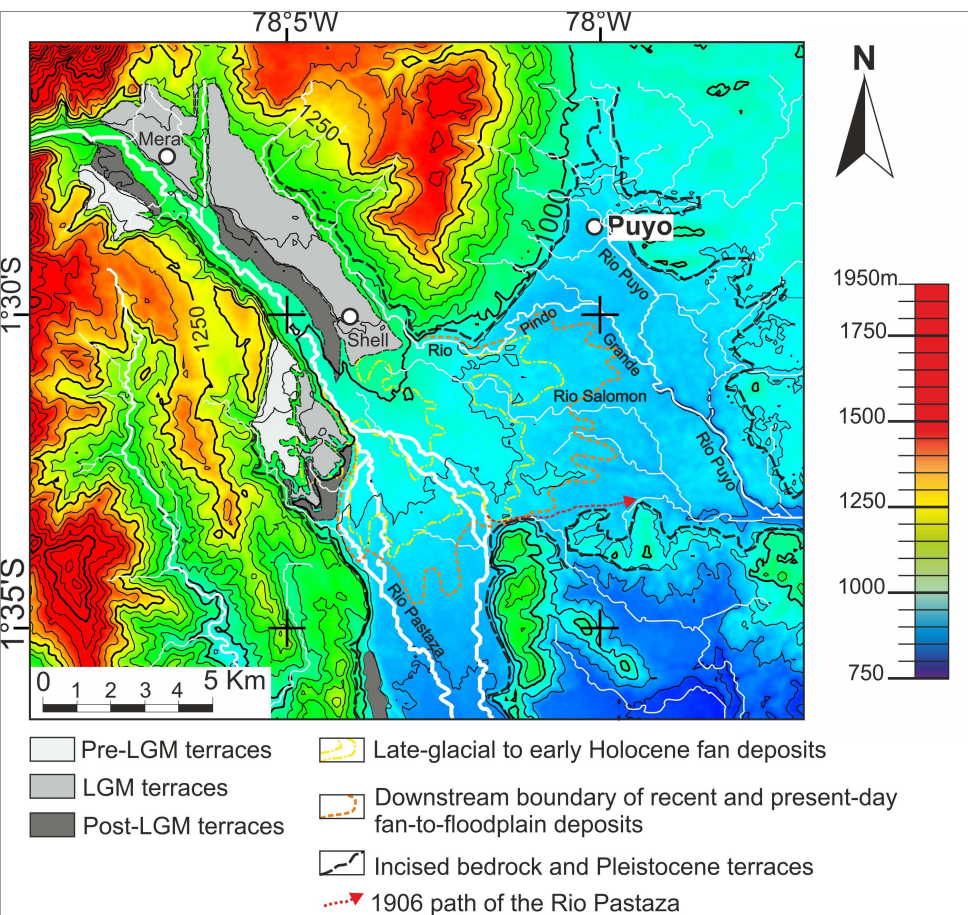 78°5'W
78°W
N
Mera
1250
1000
Puyo
Rio Puyo
1°30'S
1250
Shell
Rio
Pindo
Grande
Rio Salomon
Rio Puyo
Rio Pastaza
1°35'S
0 1 2 3 4 5 Km
1950m
1750
1500
1250
1000
750
Pre-LGM terraces
LGM terraces
Post-LGM terraces
Late-glacial to early Holocene fan deposits
Downstream boundary of recent and present-day
fan-to-floodplain deposits
Incised bedrock and Pleistocene terraces
1906 path of the Rio Pastaza